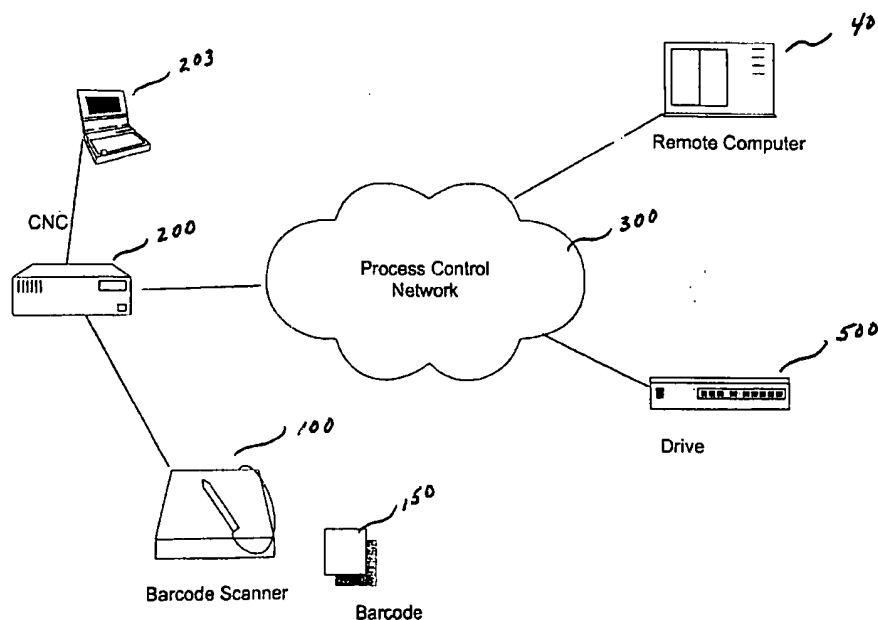 203
40
Remote Computer
CNC
200
300
Process Control
Network
500
Drive
100
150
Barcode Scanner
Barcode